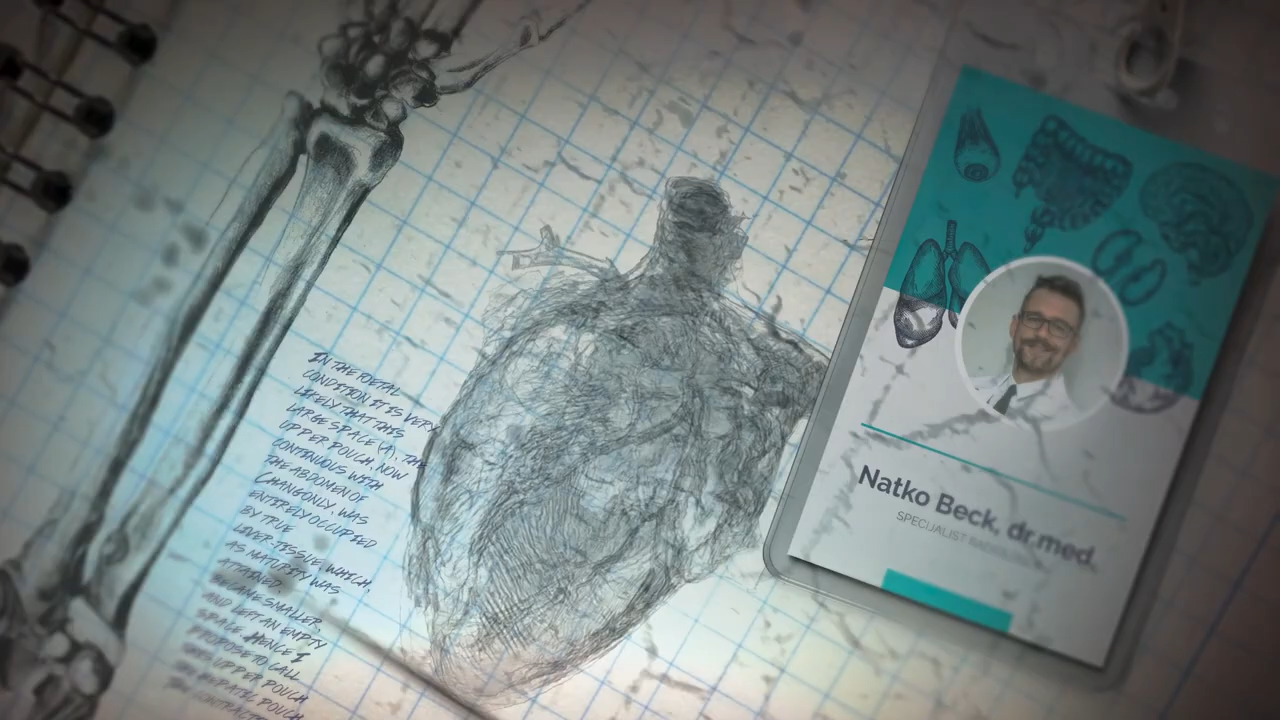 IN THE FOETAL
CONDITION IT IS VERY
LIKELY THAT THIS
LARGE SPACE (A), THE
UPPER POUCH, NOW
CONTINUOUS WITH
THE ABDOMEN OF
CHANGONLY, WAS
ENTIRELY OCCUPIED
BY TRUE
LIVER TISSUE, WHICH,
AS MATURITY WAS
ATTAINED,
BECAME SMALLER
AND LEFT AN EMPTY
SPACE. HENCE I
PROPOSE TO CALL
UPPER POUCH
THE HEPATIC POUCH
Natko Beck, dr.med.
SPECIJALIST